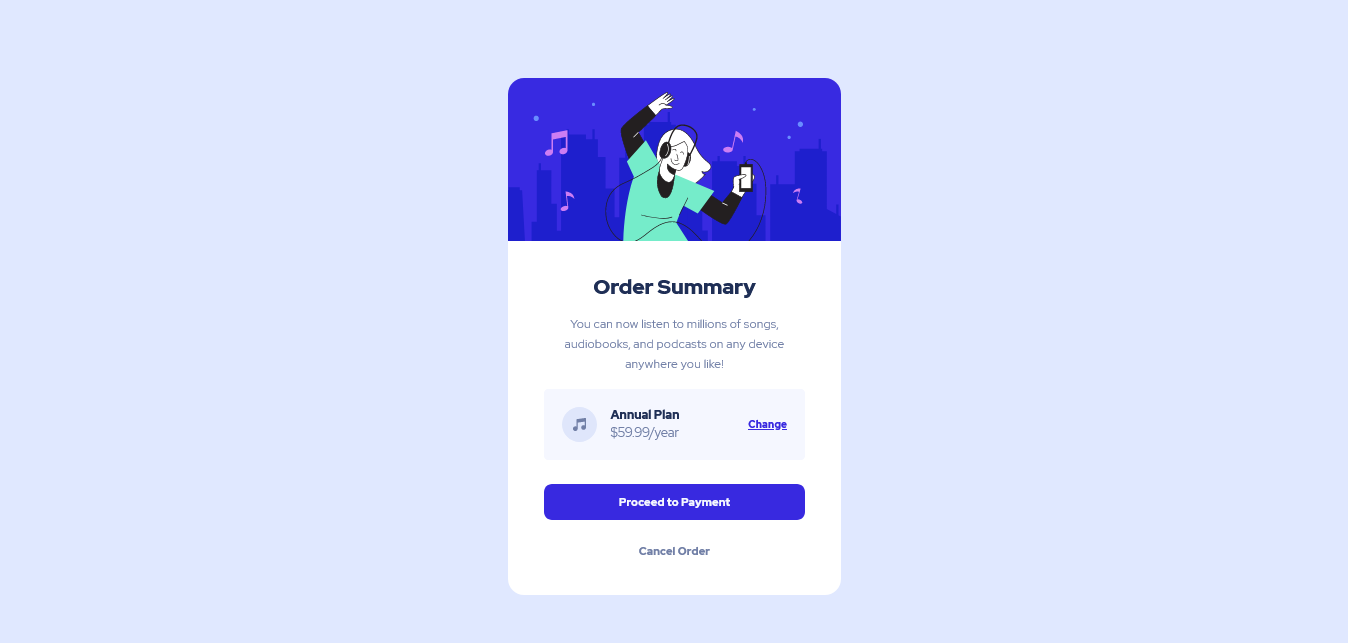 Order Summary
You can now listen to millions of songs,
audiobooks, and podcasts on any device
anywhere you like!
Annual Plan
$59.99/year
Change
Proceed to Payment
Cancel Order